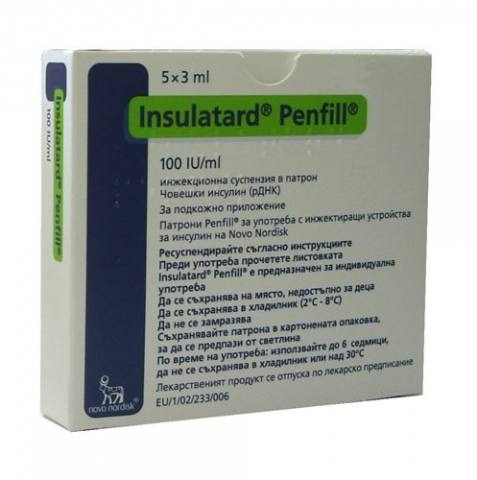 5 × 3 ml
Insulatard® Penfill®
100 IU/ml
инжекционна суспензия в патрон
Човешки инсулин (рДНК)
За подкожно приложение
Патрони Penfill® за употреба с инжектиращи устройства
за инсулин на Novo Nordisk
Ресуспендирайте съгласно инструкциите
Преди употреба прочетете листовката
Insulatard® Penfill® е предназначен за индивидуална
употреба
Да се съхранява на място, недостъпно за деца
Да се съхранява в хладилник (2°C - 8°C)
Да не се замразява
Съхранявайте патрона в картонената опаковка,
за да се предпази от светлина
По време на употреба: използвайте до 6 седмици,
да не се съхранява в хладилник или над 30°C
Лекарственият продукт се отпуска по лекарско предписание
EU/1/02/233/006
Insulatard® Penfill®
100 IU/ml
novo nordisk®